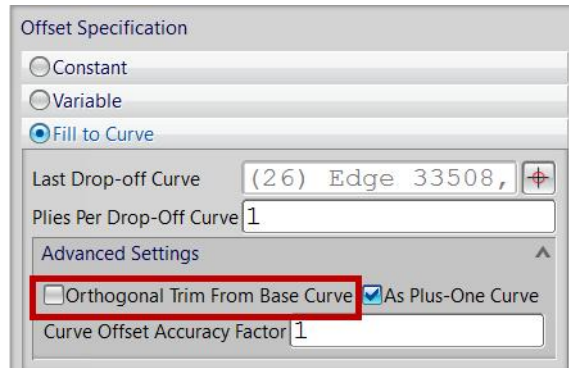 Offset Specification
Constant
Variable
Fill to Curve
Last Drop-off Curve (26) Edge 33508,
Plies Per Drop-Off Curve 1
Advanced Settings
Orthogonal Trim From Base Curve As Plus-One Curve
Curve Offset Accuracy Factor 1